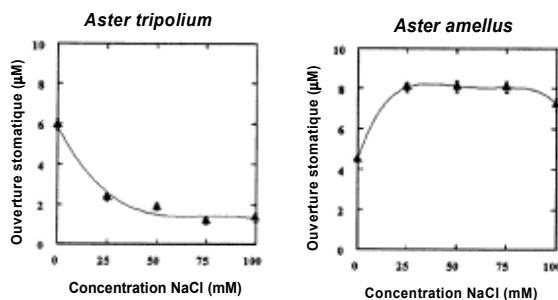 Aster tripolium
Ouverture stomatique (µM)
10
8
6
4
2
0
0 25 50 75 100
Concentration NaCl (mM)
Aster amellus
Ouverture stomatique (µM)
10
8
6
4
2
0
0 25 50 75 100
Concentration NaCl (mM)